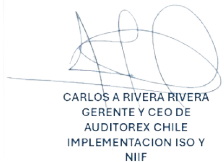 CARLOS A RIVERA RIVERA
GERENTE Y CEO DE
AUDITOREX CHILE
IMPLEMENTACION ISO Y
NIIF